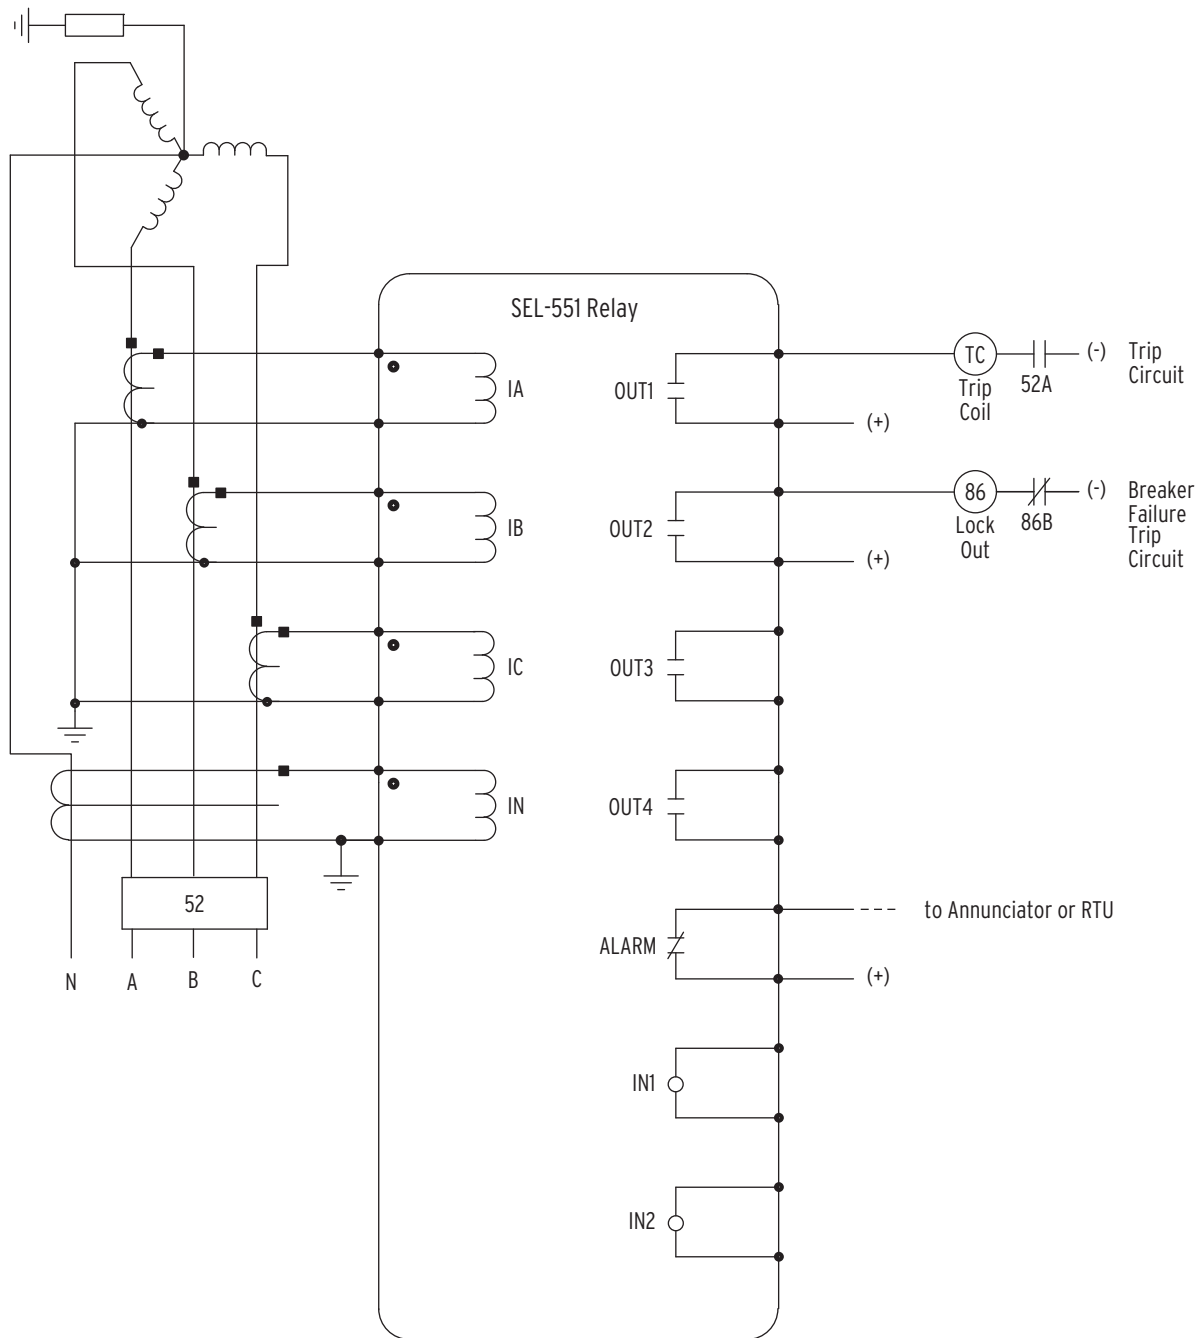 SEL-551 Relay
IA
OUT1
TC
Trip
Coil
52A
(-)
Trip
Circuit
(+)
IB
OUT2
86
Lock
Out
86B
(-)
Breaker
Failure
Trip
Circuit
(+)
IC
OUT3
IN
OUT4
52
N
A
B
C
ALARM
to Annunciator or RTU
(+)
IN1
IN2